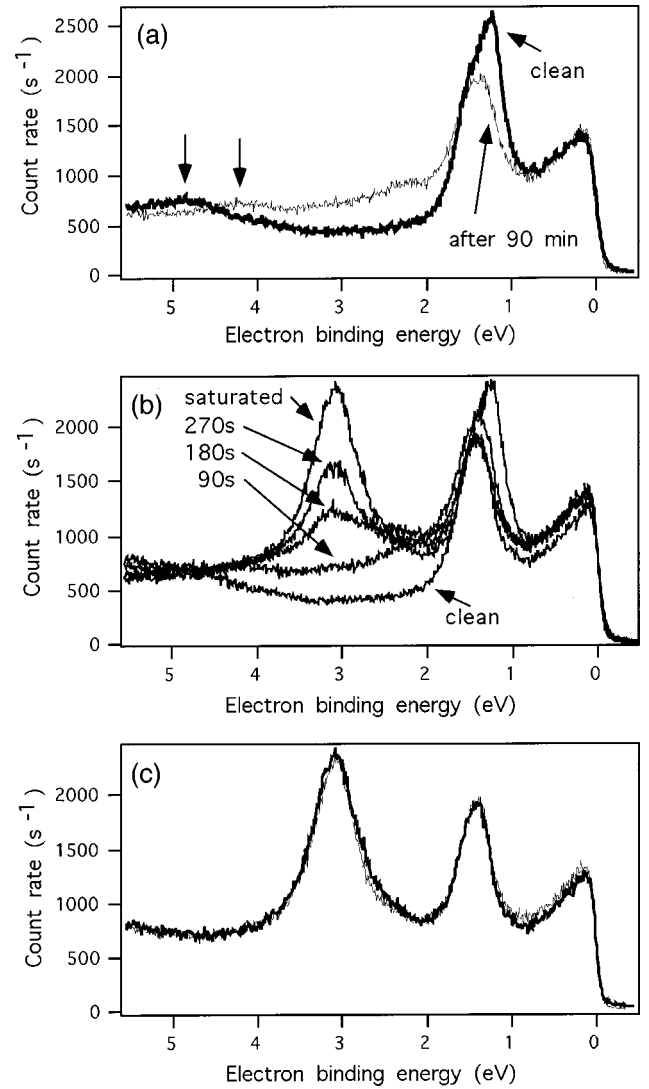 (a)
2500
2000
1500
1000
500
0
Count rate (s⁻¹)
clean
after 90 min
5 4 3 2 1 0
Electron binding energy (eV)
(b)
saturated
270s
180s
90s
2000
1500
1000
500
0
Count rate (s⁻¹)
clean
5 4 3 2 1 0
Electron binding energy (eV)
(c)
2000
1500
1000
500
0
Count rate (s⁻¹)
5 4 3 2 1 0
Electron binding energy (eV)